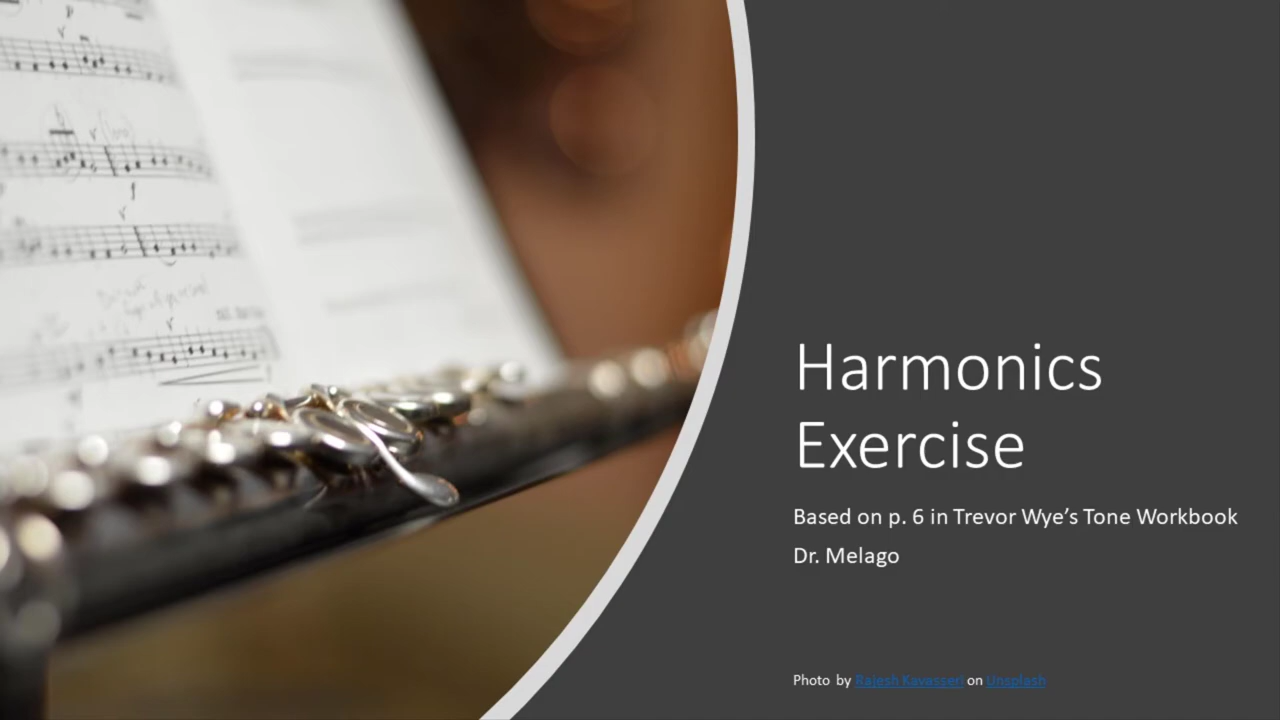 Harmonics
Exercise
Based on p. 6 in Trevor Wye’s Tone Workbook
Dr. Melago
Photo by Rajesh Kavasseri on Unsplash